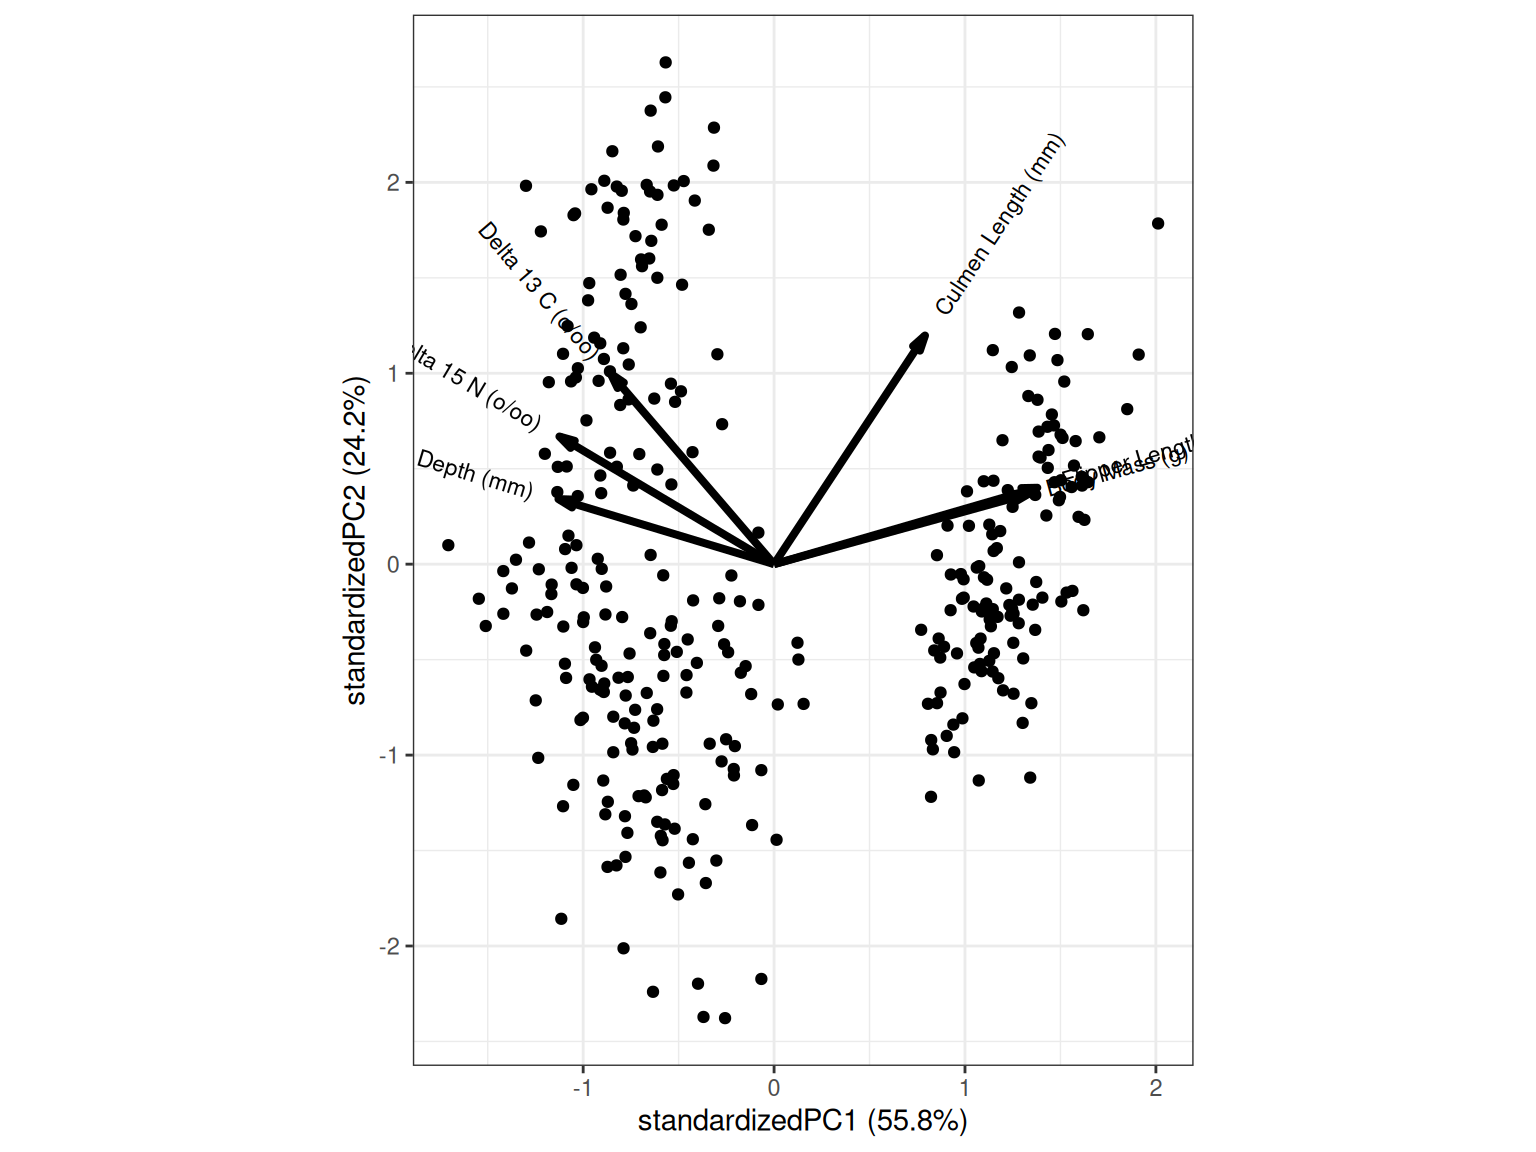 Culmen Length (mm)
Delta 13 C (o/oo)
lta 15 N (o/oo)
Depth (mm)
Mass (g)
2
1
0
-1
-2
standardizedPC2 (24.2%)
-1
0
1
2
standardizedPC1 (55.8%)